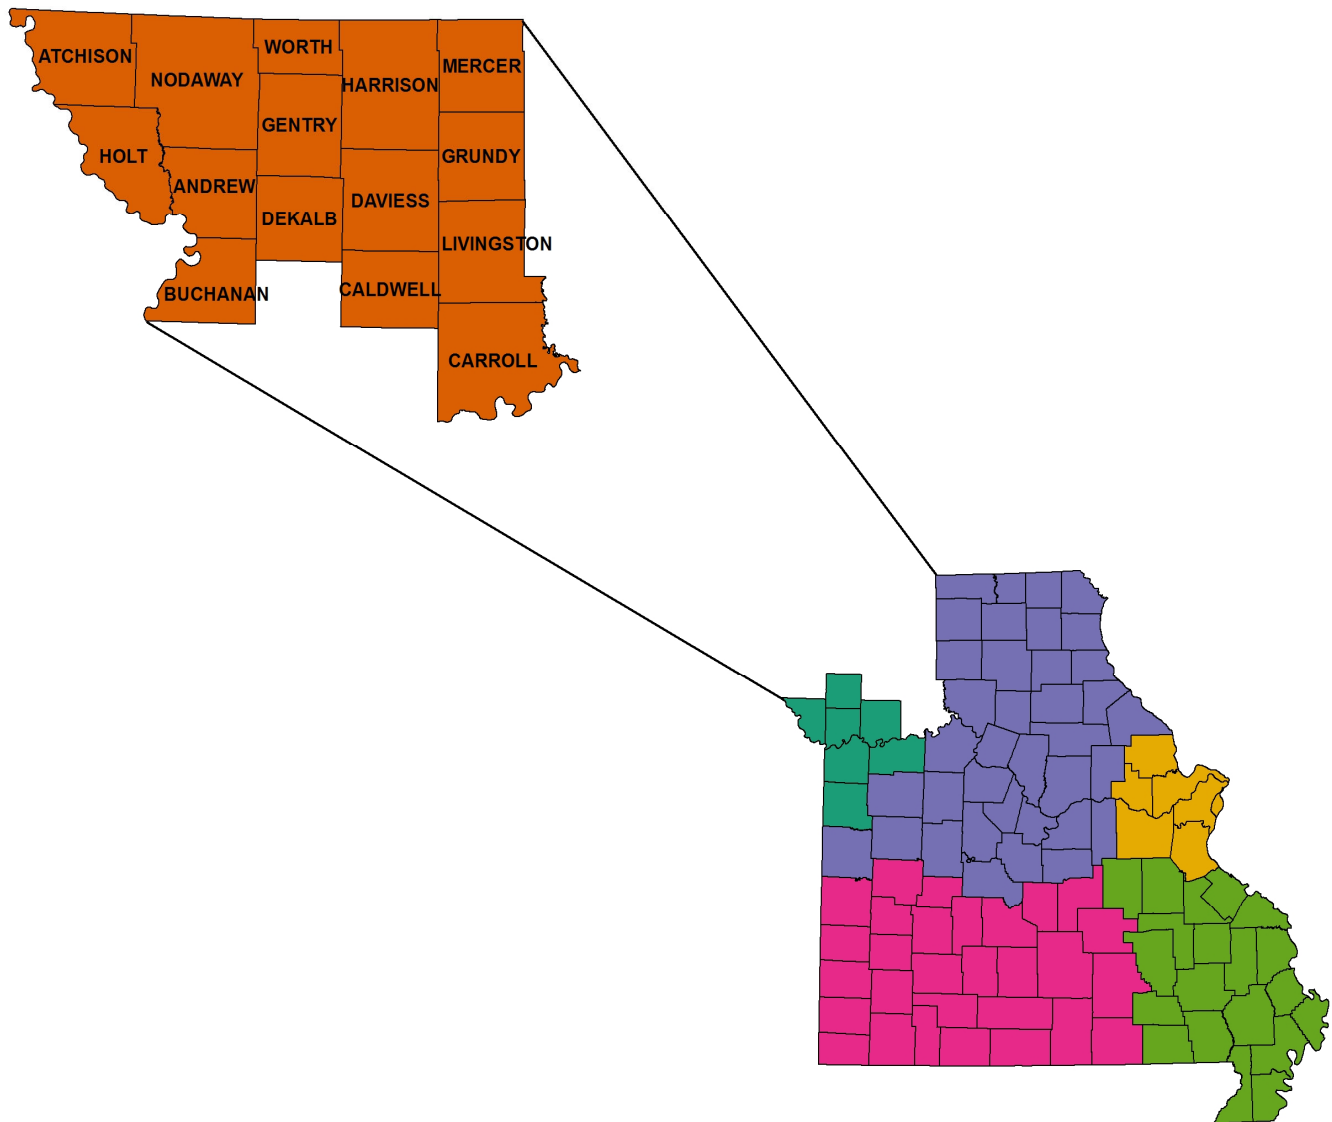 WORTH
ATCHISON
MERCER
NODAWAY
HARRISON
GENTRY
HOLT
GRUNDY
ANDREW
DAVIESS
DEKALB
LIVINGSTON
CALDWELL
BUCHANAN
CARROLL